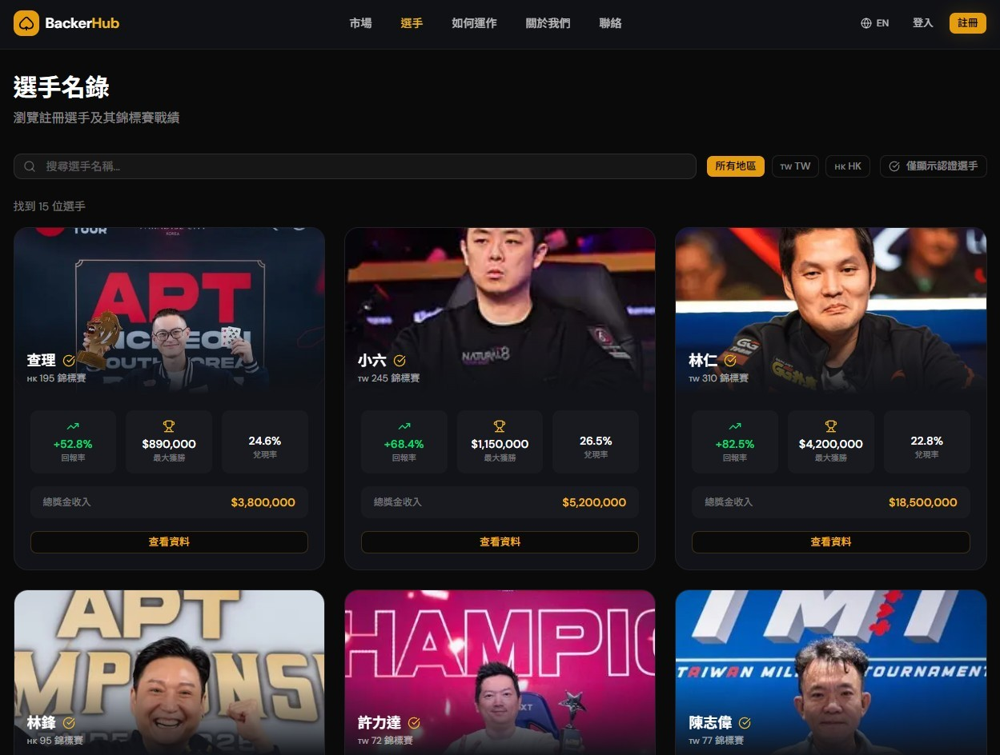 BackerHub
市場
選手
如何運作
關於我們
聯絡
EN
登入
註冊
選手名錄
瀏覽註冊選手及其錦標賽戰績
搜尋選手名稱...
所有地區
TW TW
HK HK
僅顯示認證選手
找到 15 位選手
TOUR
KOREA
APT
INCHEON
SOUTH KOREA
查理
HK 195 錦標賽
+52.8%
回報率
$890,000
最大獲勝
24.6%
兌現率
總獎金收入
$3,800,000
查看資料
NATURAL8
小六
TW 245 錦標賽
+68.4%
回報率
$1,150,000
最大獲勝
26.5%
兌現率
總獎金收入
$5,200,000
查看資料
GG
TEAM
林仁
TW 310 錦標賽
+82.5%
回報率
$4,200,000
最大獲勝
22.8%
兌現率
總獎金收入
$18,500,000
查看資料
APT
林鋒
HK 95 錦標賽
HAMPIO
許力達
TW 72 錦標賽
TMT
TAIWAN MIL
TOURNAMENT
陳志偉
TW 77 錦標賽